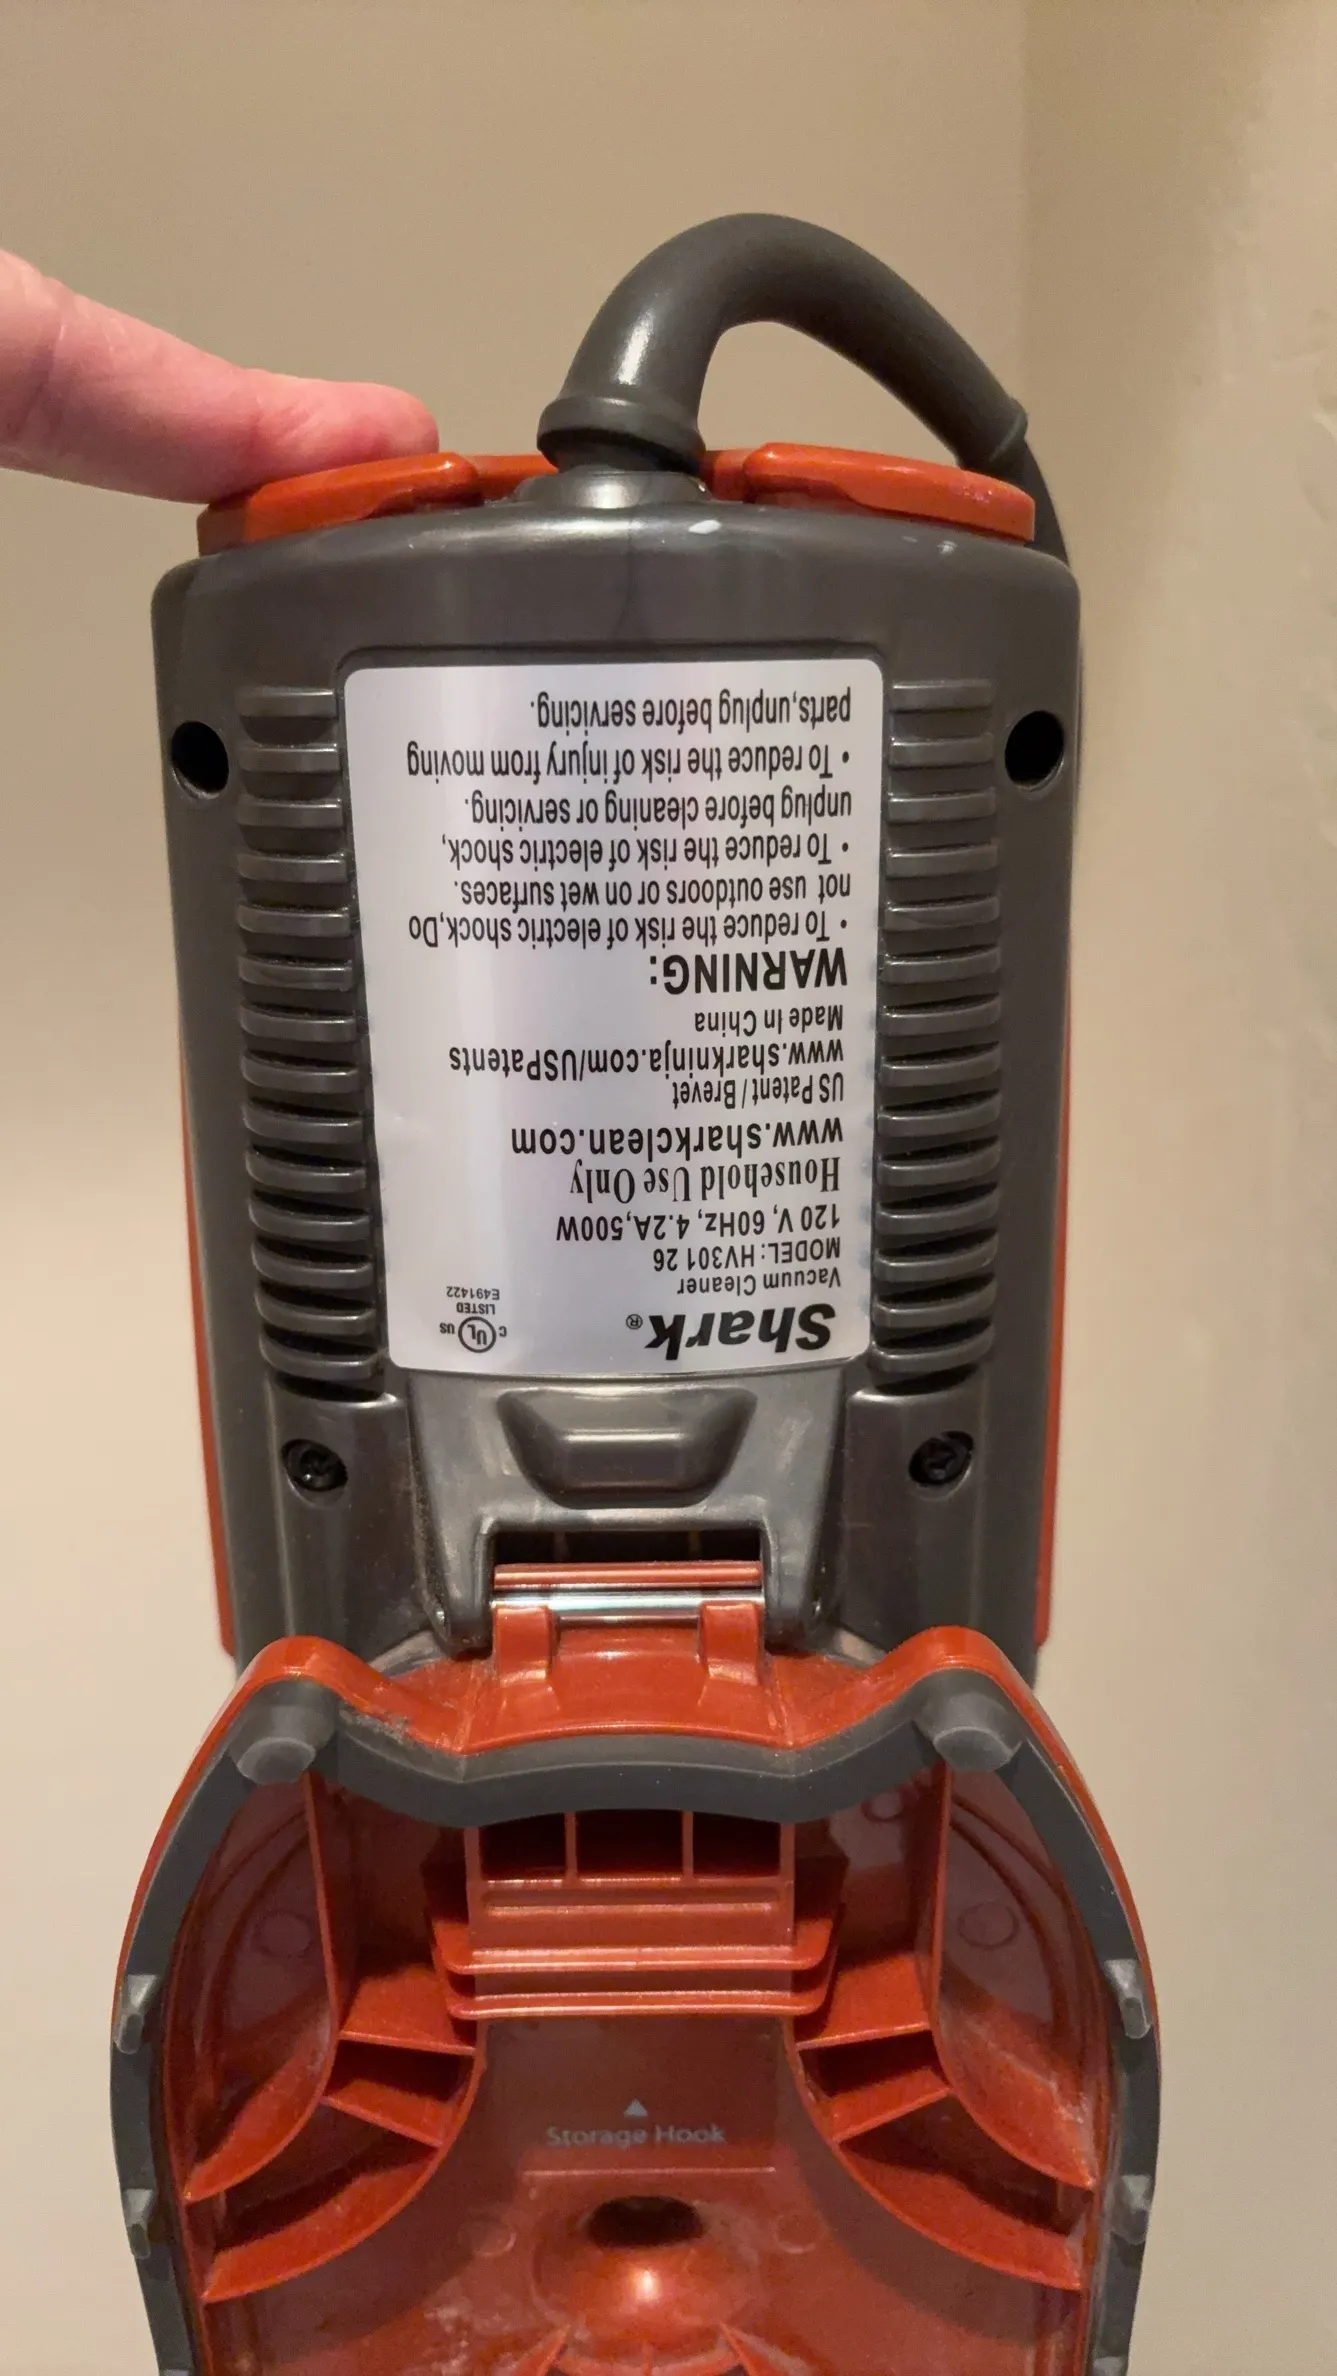 Shark®
C UL US
LISTED
E491422
Vacuum Cleaner
MODEL: HV301 26
120 V, 60Hz, 4.2A,500W
Household Use Only
www.sharkclean.com
US Patent / Brevet
www.sharkninja.com/USPatents
Made In China
WARNING:
• To reduce the risk of electric shock,Do
not use outdoors or on wet surfaces.
• To reduce the risk of electric shock,
unplug before cleaning or servicing.
• To reduce the risk of injury from moving
parts,unplug before servicing.
Storage Hook